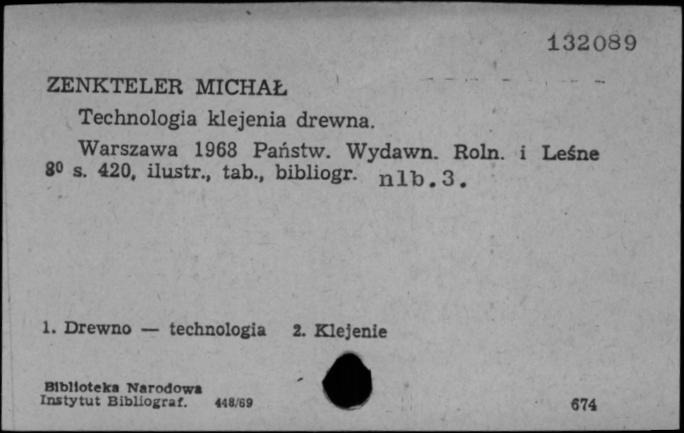 132089
ZENKTELER MICHAŁ
Technologia klejenia drewna.
Warszawa 1968 Państw. Wydawn. Roln. i Leśne
8⁰ s. 420, ilustr., tab., bibliogr. nlb.3.
1. Drewno — technologia 2. Klejenie
Biblioteka Narodowa
Instytut Bibliograf. 448/69
674